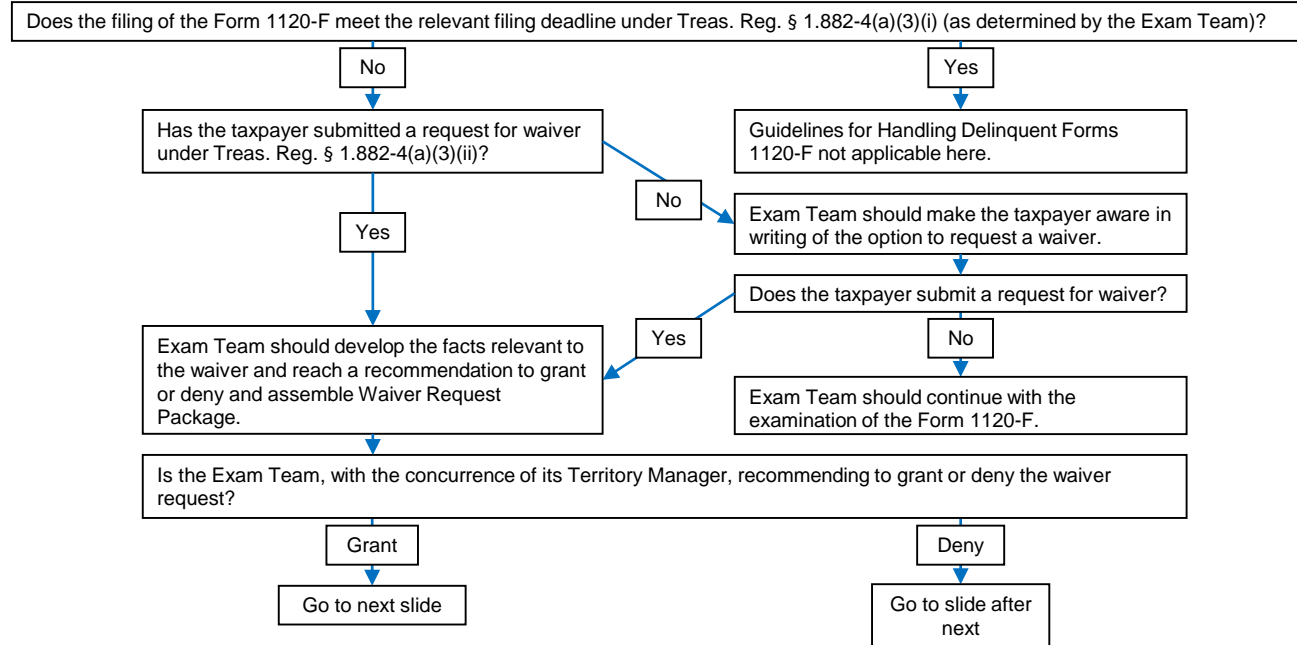 Does the filing of the Form 1120-F meet the relevant filing deadline under Treas. Reg. § 1.882-4(a)(3)(i) (as determined by the Exam Team)?
No
Yes
Has the taxpayer submitted a request for waiver
under Treas. Reg. § 1.882-4(a)(3)(ii)?
Guidelines for Handling Delinquent Forms
1120-F not applicable here.
No
Yes
Exam Team should make the taxpayer aware in
writing of the option to request a waiver.
Does the taxpayer submit a request for waiver?
Yes
No
Exam Team should develop the facts relevant to
the waiver and reach a recommendation to grant
or deny and assemble Waiver Request
Package.
Exam Team should continue with the
examination of the Form 1120-F.
Is the Exam Team, with the concurrence of its Territory Manager, recommending to grant or deny the waiver
request?
Grant
Deny
Go to next slide
Go to slide after
next